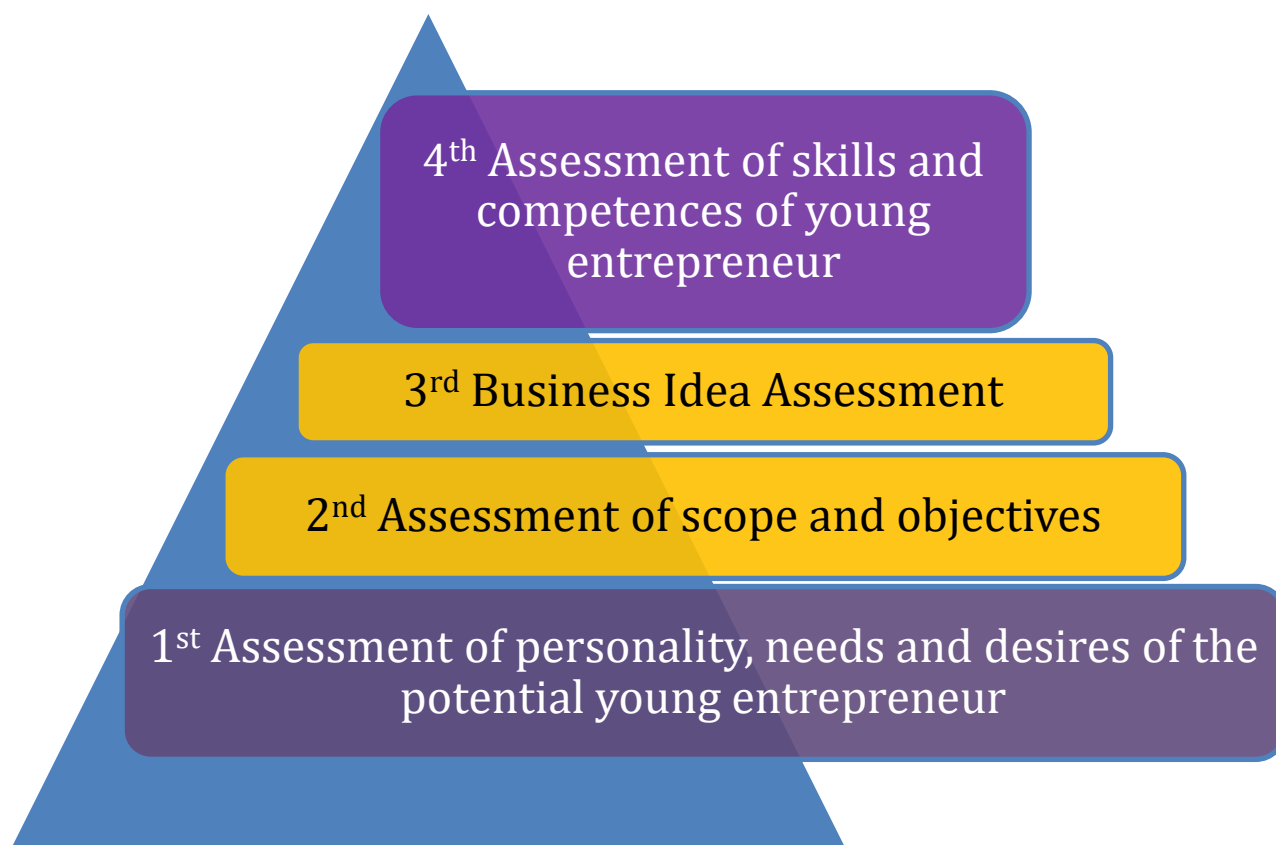 4th Assessment of skills and
competences of young
entrepreneur
3rd Business Idea Assessment
2nd Assessment of scope and objectives
1st Assessment of personality, needs and desires of the
potential young entrepreneur